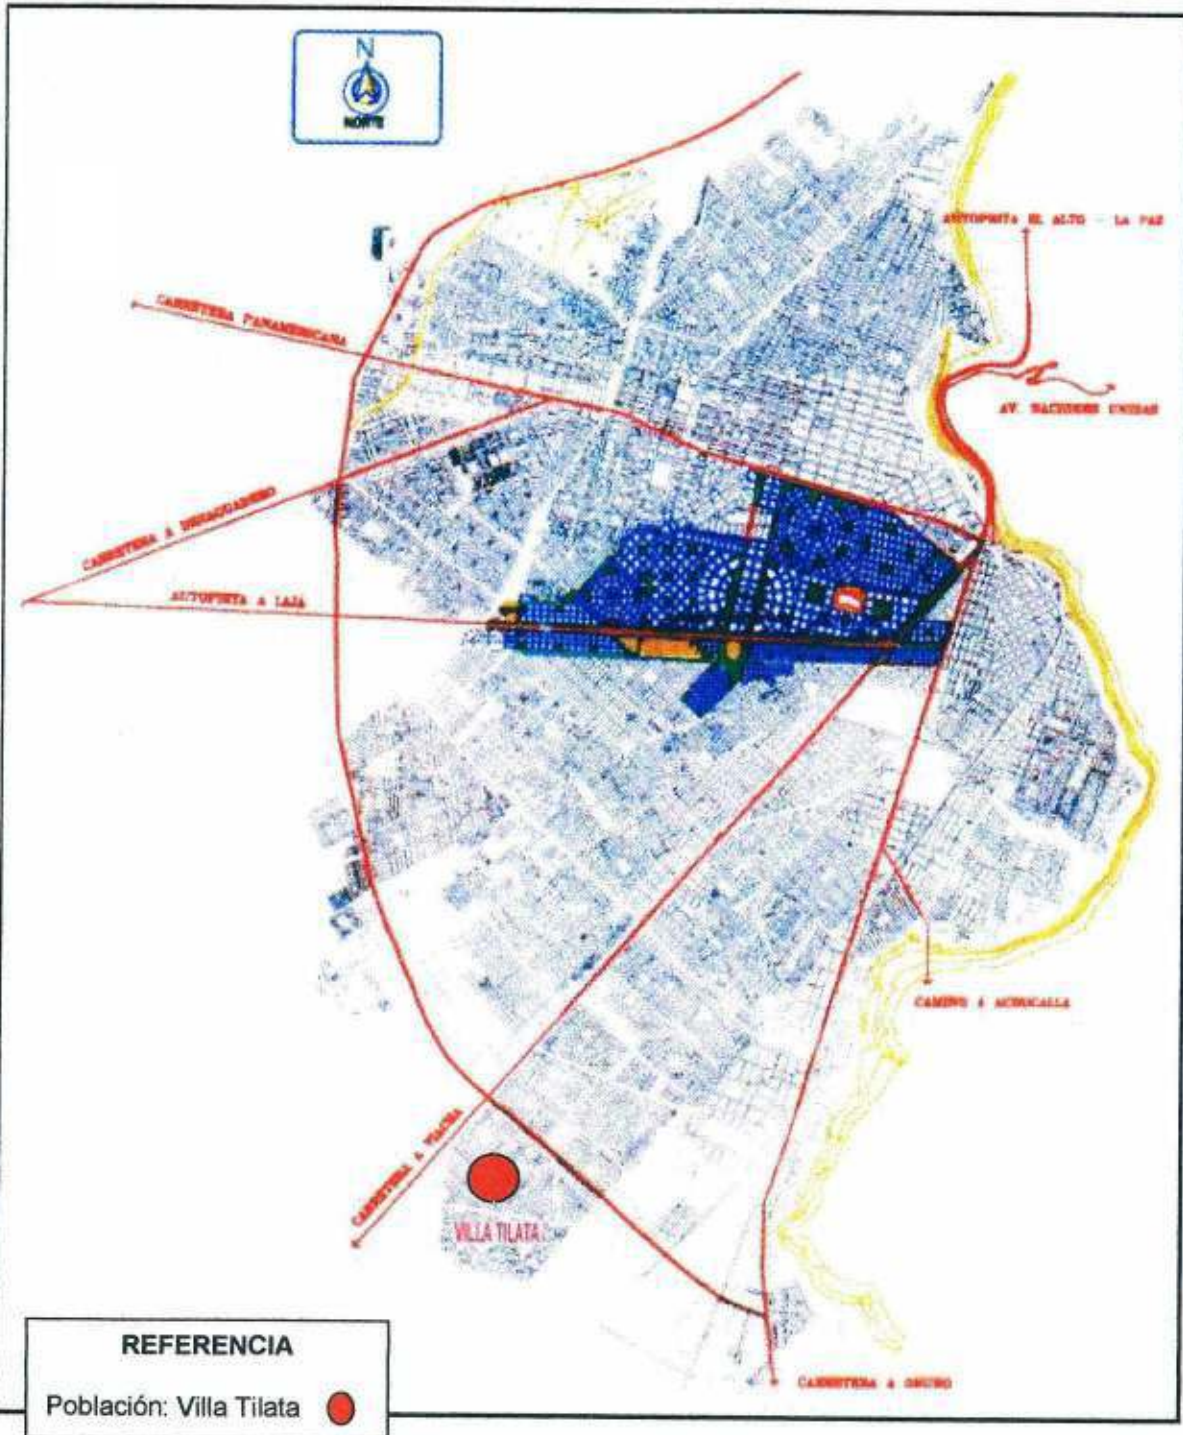 N
NORTE
AUTOPISTA EL ALTO - LA PAZ
CARRETERA PANAMERICANA
AV. NACIONES UNIDAS
CARRETERA A DESAGUADERO
AUTOPISTA A LAJA
CAMINO A ACHOCALLA
CARRETERA A VIACHA
VILLA TILATA
CARRETERA A ORURO
REFERENCIA
Población: Villa Tilata